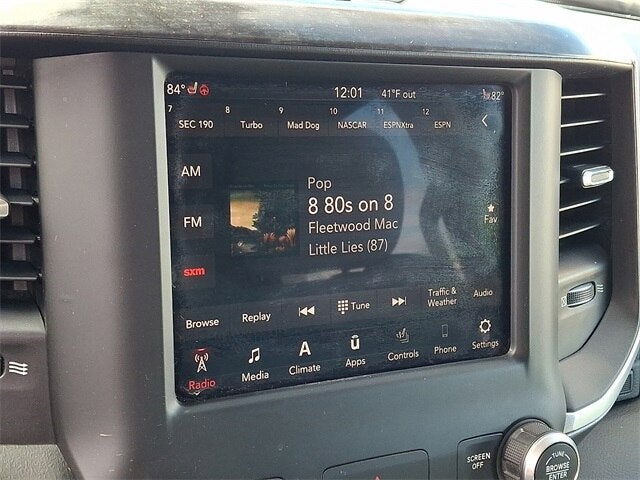 84° 12:01 41°F out 82°
7 8 9 10 11 12
SEC 190 Turbo Mad Dog NASCAR ESPNXtra ESPN
AM
Pop
8 80s on 8
FM
Fleetwood Mac
Fav
Little Lies (87)
sxm
Browse Replay Tune Traffic & Weather Audio
Radio Media Climate Apps Controls Phone Settings
SCREEN OFF
TUNE
BROWSE
ENTER